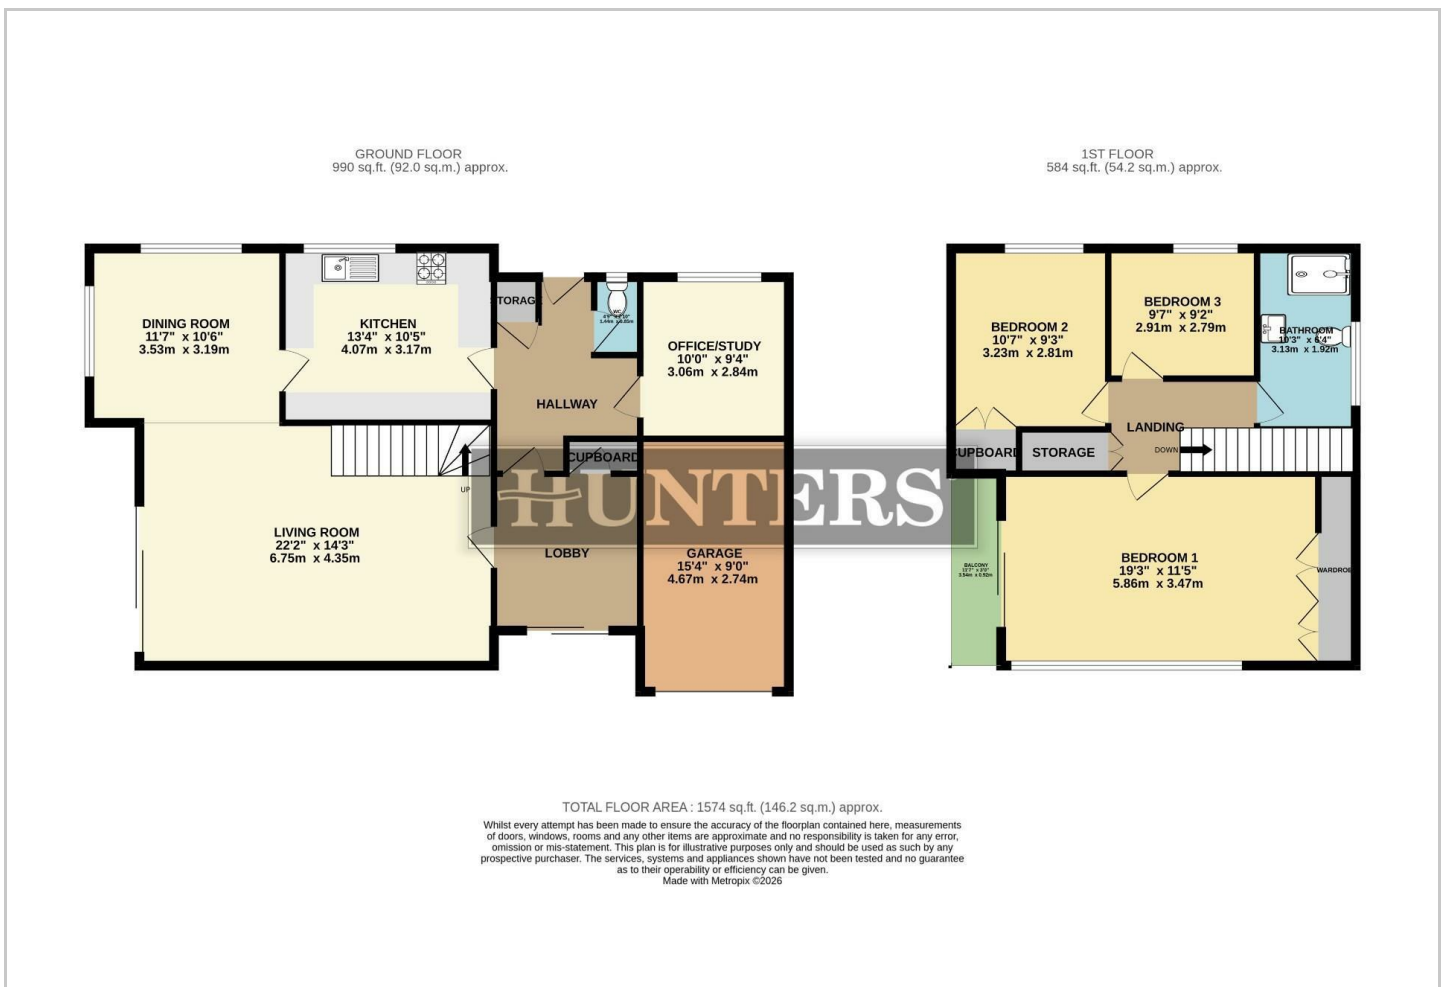 GROUND FLOOR
990 sq.ft. (92.0 sq.m.) approx.
1ST FLOOR
584 sq.ft. (54.2 sq.m.) approx.
DINING ROOM
11'7" x 10'6"
3.53m x 3.19m
KITCHEN
13'4" x 10'5"
4.07m x 3.17m
STORAG
WC
OFFICE/STUDY
10'0" x 9'4"
3.06m x 2.84m
HALLWAY
CUPBOARD
UP
LIVING ROOM
22'2" x 14'3"
6.75m x 4.35m
LOBBY
GARAGE
15'4" x 9'0"
4.67m x 2.74m
HUNTERS
BEDROOM 2
10'7" x 9'3"
3.23m x 2.81m
BEDROOM 3
9'7" x 9'2"
2.91m x 2.79m
BATHROOM
10'3" x 6'4"
3.13m x 1.92m
LANDING
DOWN
CUPBOARD
STORAGE
BALCONY
BEDROOM 1
19'3" x 11'5"
5.86m x 3.47m
WARDROBE
TOTAL FLOOR AREA : 1574 sq.ft. (146.2 sq.m.) approx.
Whilst every attempt has been made to ensure the accuracy of the floorplan contained here, measurements
of doors, windows, rooms and any other items are approximate and no responsibility is taken for any error,
omission or mis-statement. This plan is for illustrative purposes only and should be used as such by any
prospective purchaser. The services, systems and appliances shown have not been tested and no guarantee
as to their operability or efficiency can be given.
Made with Metropix ©2026